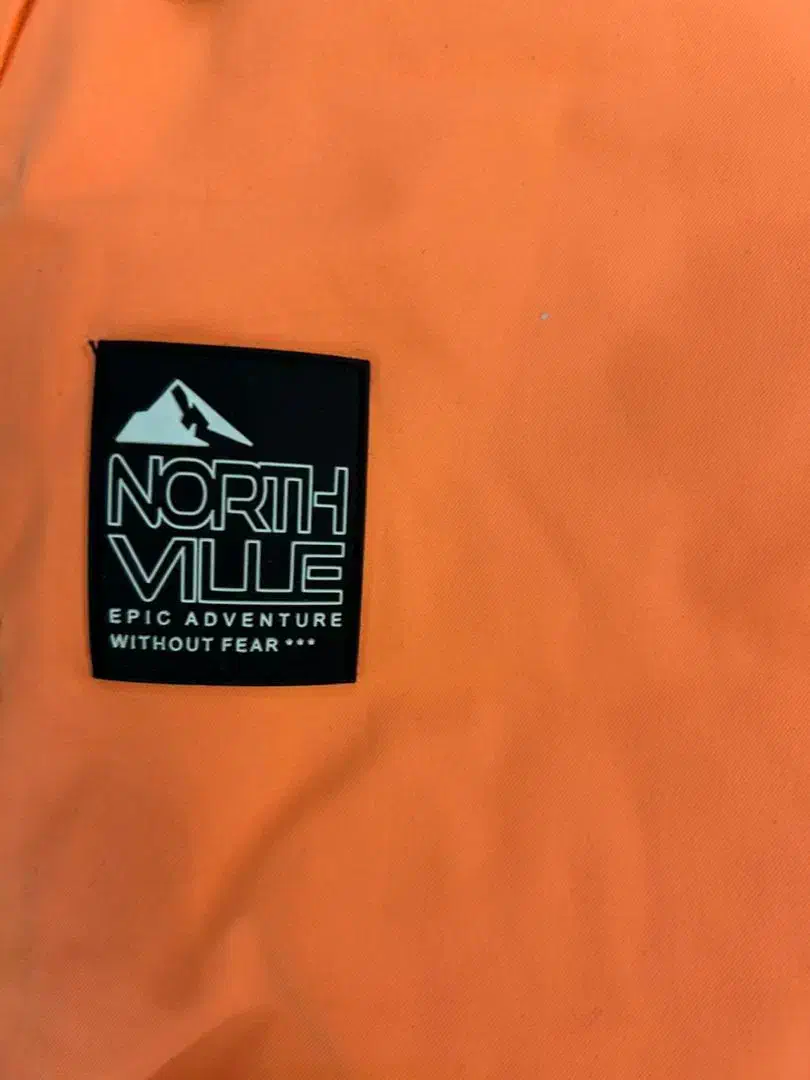 NORTH
VILLE
EPIC ADVENTURE
WITHOUT FEAR ***